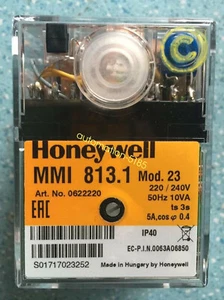 Honeywell
MMI 813.1 Mod. 23
Art. No. 0622220
220 / 240V
50Hz 10VA
ts 3s
5A, cos φ 0.4
EAC
IP40
EC-P.I.N.0063A06850
S01717023252
Made in Hungary by Honeywell